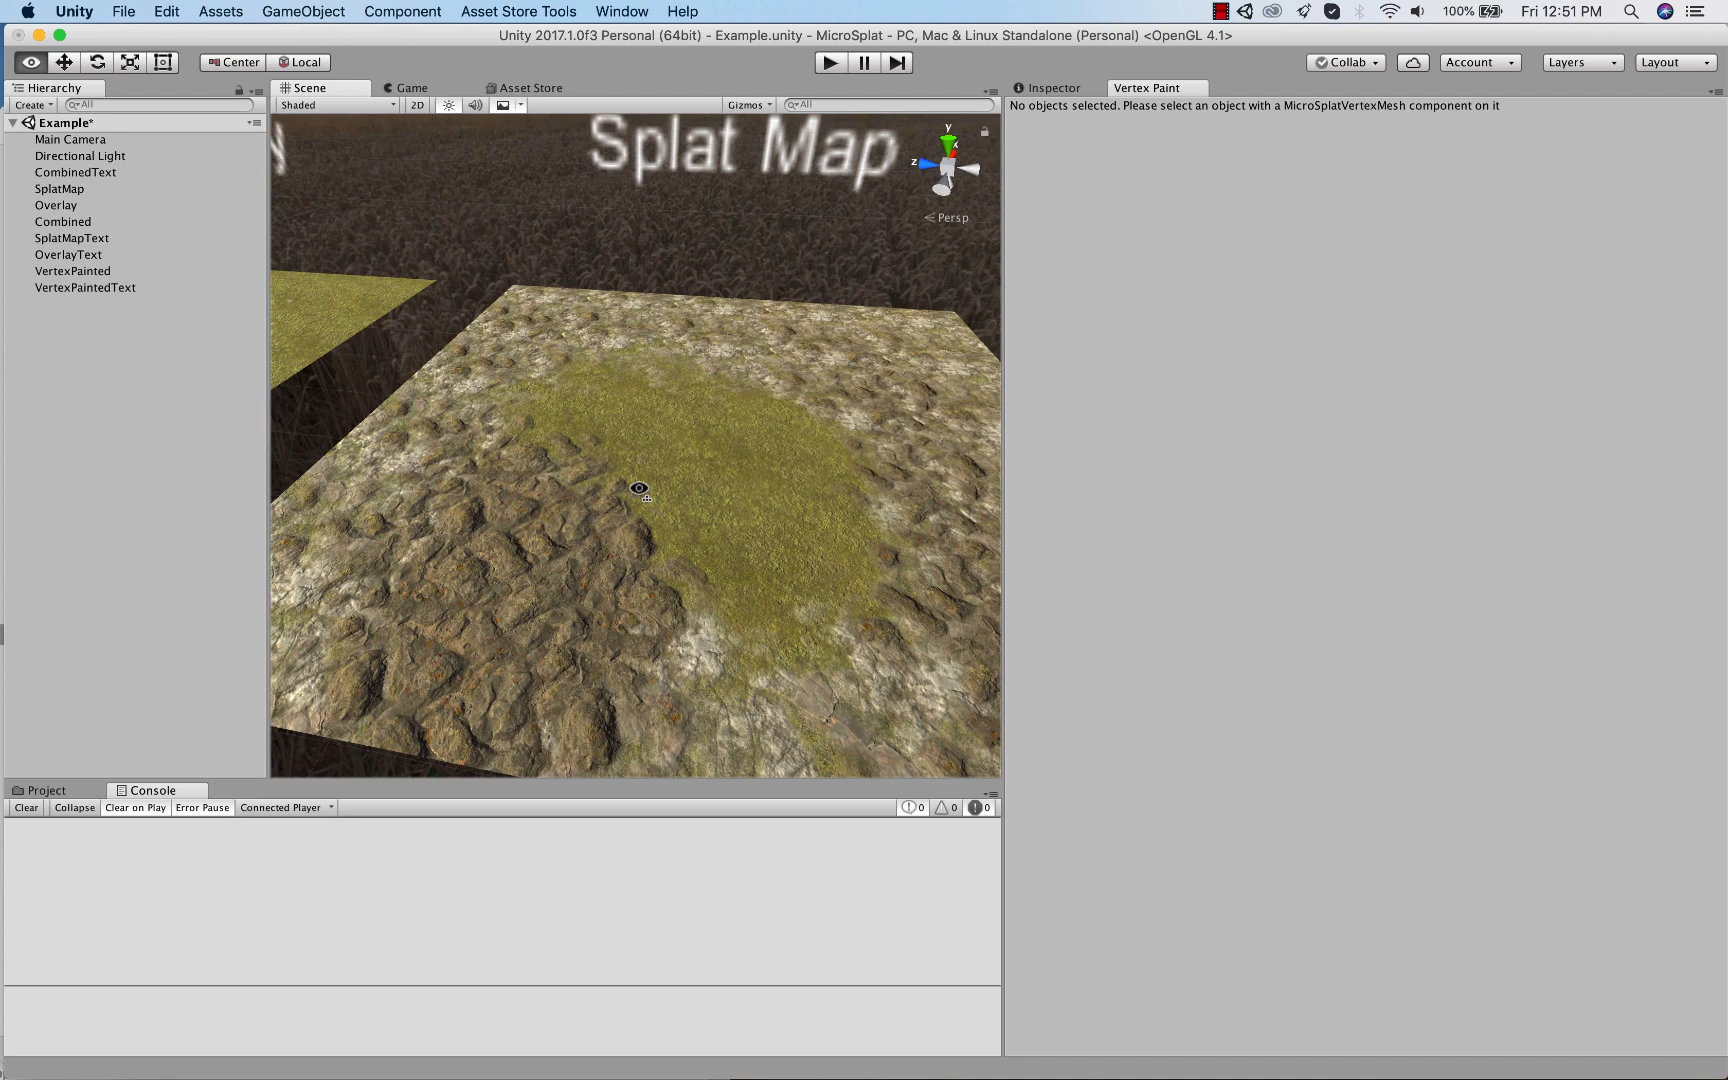 Unity File Edit Assets GameObject Component Asset Store Tools Window Help 100% Fri 12:51 PM
Unity 2017.1.0f3 Personal (64bit) - Example.unity - MicroSplat - PC, Mac & Linux Standalone (Personal) <OpenGL 4.1>
Center Local Collab Account Layers Layout
Hierarchy Scene Game Asset Store Inspector Vertex Paint
Create All Shaded 2D Gizmos All No objects selected. Please select an object with a MicroSplatVertexMesh component on it
Example*
Main Camera
Directional Light
CombinedText
SplatMap
Overlay
Combined
SplatMapText
OverlayText
VertexPainted
VertexPaintedText
Splat Map
y
x
z
Persp
Project Console
Clear Collapse Clear on Play Error Pause Connected Player 0 0 0